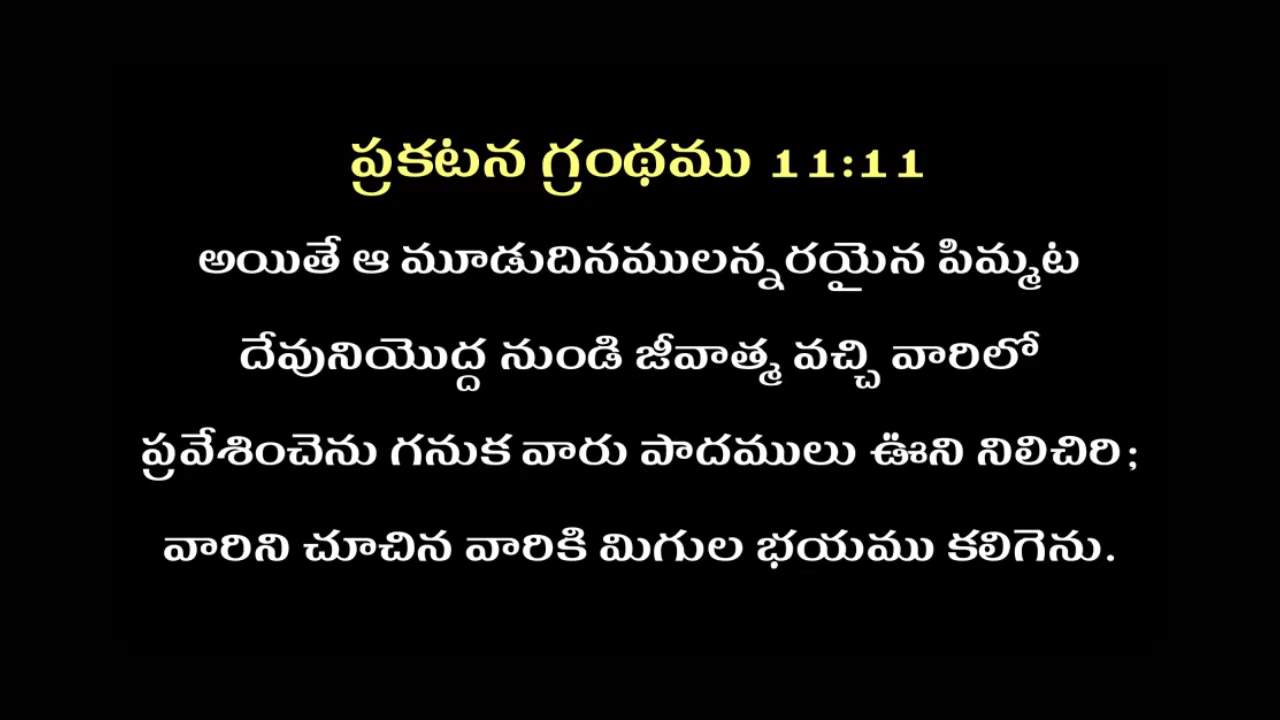 ప్రకటన గ్రంథము 11:11
అయితే ఆ మూడుదినములన్నరయైన పిమ్మట
దేవునియొద్ద నుండి జీవాత్మ వచ్చి వారిలో
ప్రవేశించెను గనుక వారు పాదములు ఊని నిలిచిరి;
వారిని చూచిన వారికి మిగుల భయము కలిగెను.